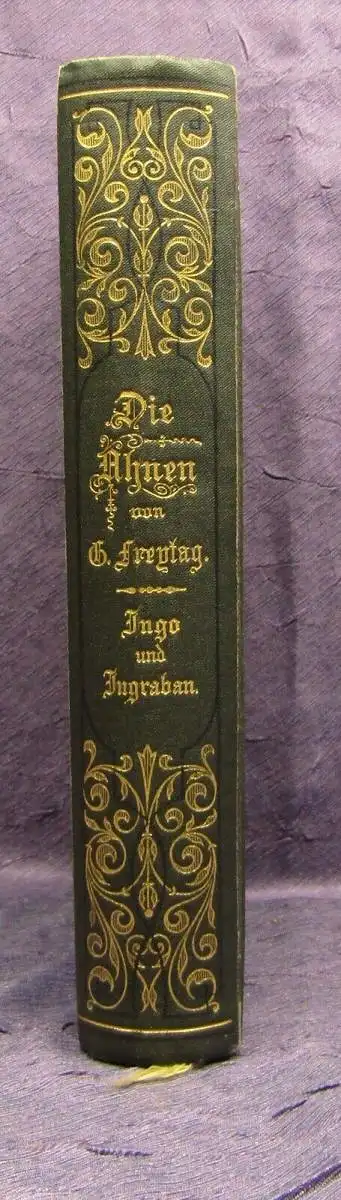 Die
Ahnen
von
G. Freytag.
Ingo
und
Ingraban.